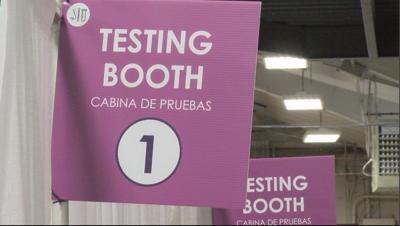 TESTING
BOOTH
CABINA DE PRUEBAS
1
ESTING
BOOTH
CABINA DE PRUEBAS